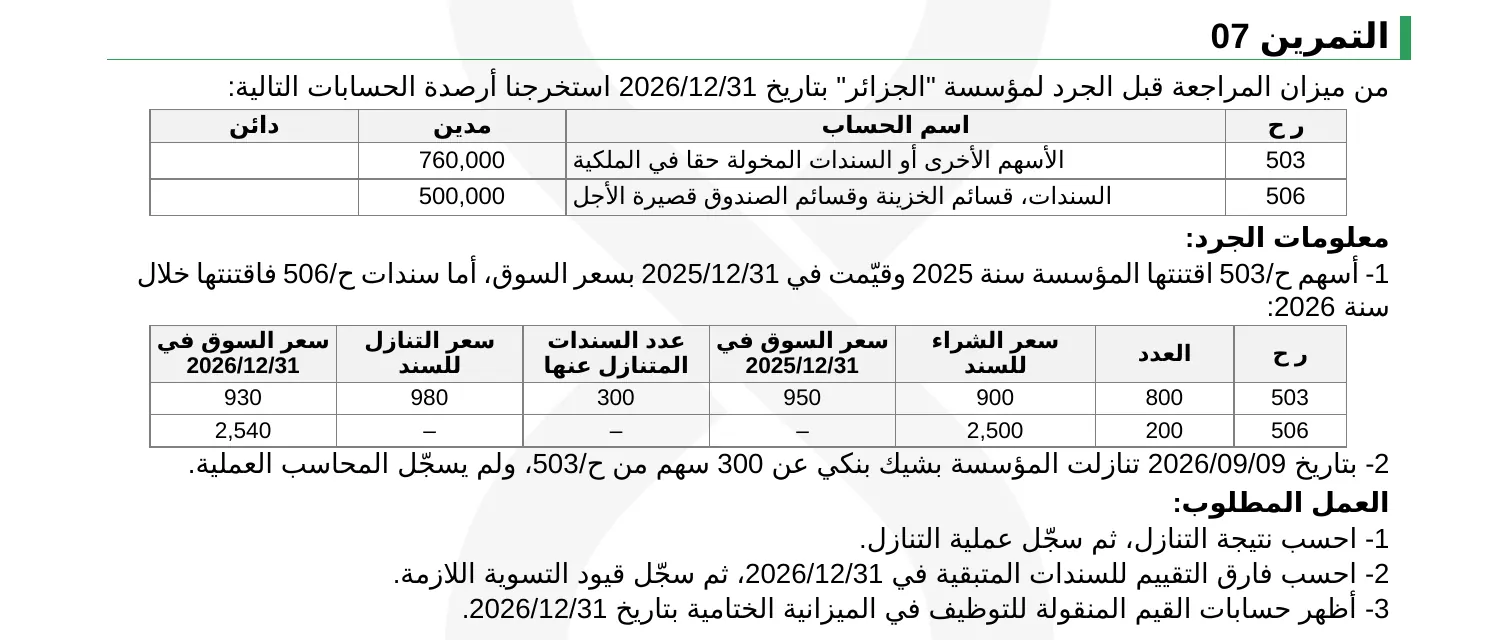 التمرين 07
من ميزان المراجعة قبل الجرد لمؤسسة "الجزائر" بتاريخ 2026/12/31 استخرجنا أرصدة الحسابات التالية:
ر ح | اسم الحساب | مدين | دائن
503 | الأسهم الأخرى أو السندات المخولة حقا في الملكية | 760,000 |
506 | السندات، قسائم الخزينة وقسائم الصندوق قصيرة الأجل | 500,000 |
معلومات الجرد:
1- أسهم ح/503 اقتنتها المؤسسة سنة 2025 وقيّمت في 2025/12/31 بسعر السوق، أما سندات ح/506 فاقتنتها خلال
سنة 2026:
ر ح | العدد | سعر الشراء للسند | سعر السوق في 2025/12/31 | عدد السندات المتنازل عنها | سعر التنازل للسند | سعر السوق في 2026/12/31
503 | 800 | 900 | 950 | 300 | 980 | 930
506 | 200 | 2,500 | – | – | – | 2,540
2- بتاريخ 2026/09/09 تنازلت المؤسسة بشيك بنكي عن 300 سهم من ح/503، ولم يسجّل المحاسب العملية.
العمل المطلوب:
1- احسب نتيجة التنازل، ثم سجّل عملية التنازل.
2- احسب فارق التقييم للسندات المتبقية في 2026/12/31، ثم سجّل قيود التسوية اللازمة.
3- أظهر حسابات القيم المنقولة للتوظيف في الميزانية الختامية بتاريخ 2026/12/31.